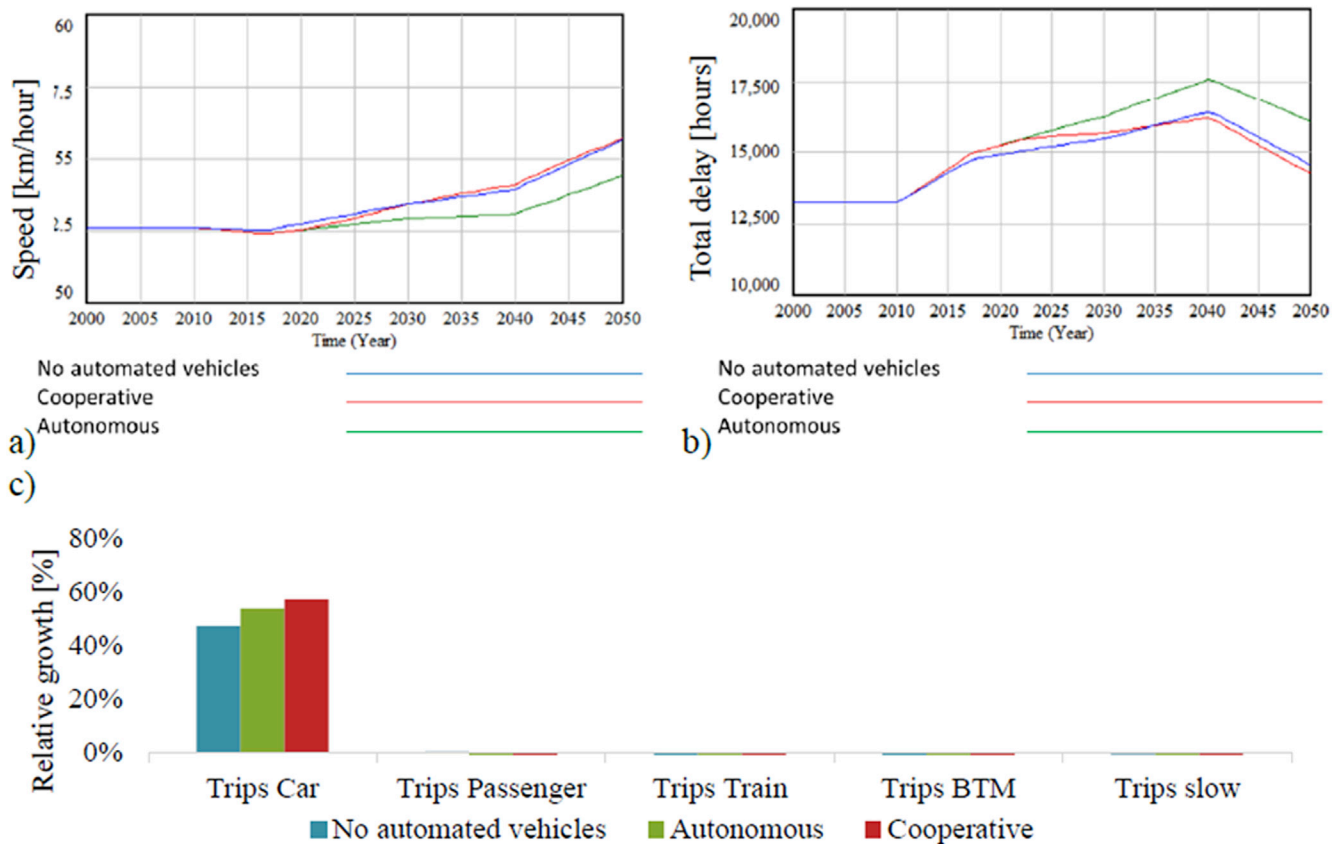 60
7.5
55
2.5
50
Speed [km/hour]
2000 2005 2010 2015 2020 2025 2030 2035 2040 2045 2050
Time (Year)
No automated vehicles
Cooperative
Autonomous
a)
20,000
17,500
15,000
12,500
10,000
Total delay [hours]
2000 2005 2010 2015 2020 2025 2030 2035 2040 2045 2050
Time (Year)
No automated vehicles
Cooperative
Autonomous
b)
c)
80%
60%
40%
20%
0%
Relative growth [%]
Trips Car Trips Passenger Trips Train Trips BTM Trips slow
No automated vehicles Autonomous Cooperative